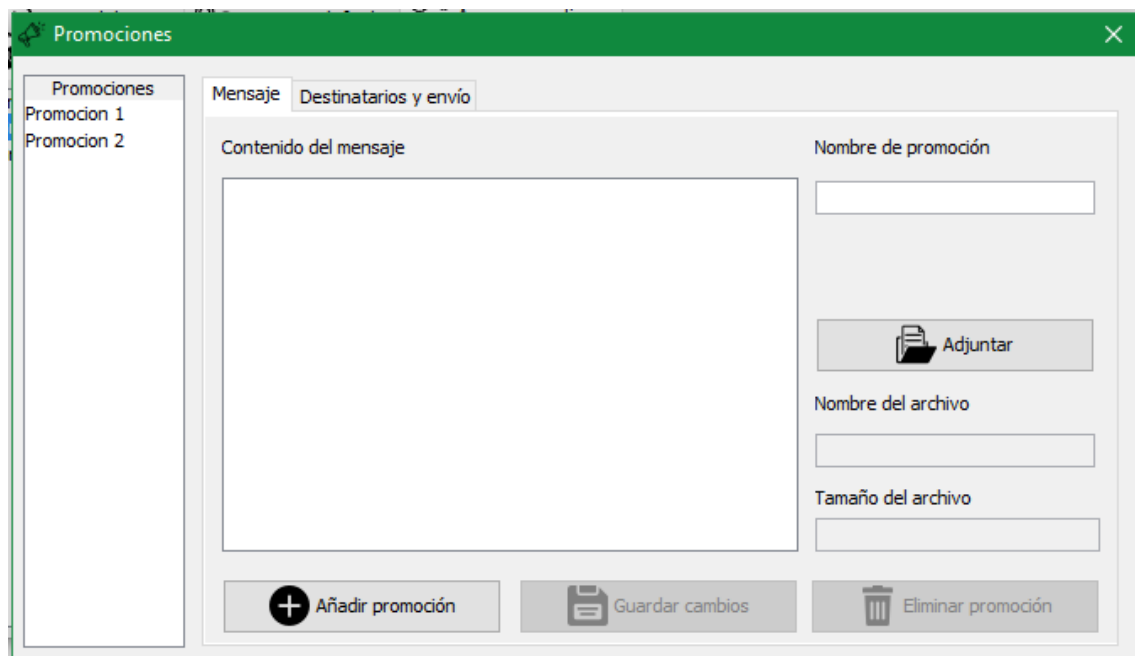 Promociones
Promociones
Promocion 1
Promocion 2
Mensaje
Destinatarios y envío
Contenido del mensaje
Nombre de promoción
Adjuntar
Nombre del archivo
Tamaño del archivo
Añadir promoción
Guardar cambios
Eliminar promoción